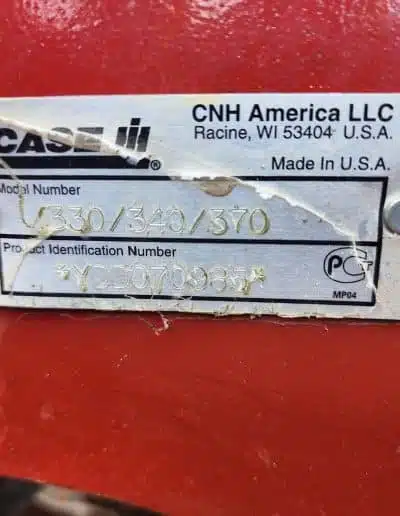 CNH America LLC
Racine, WI 53404 U.S.A.
CASE IH®
Made In U.S.A.
Model Number
330/340/370
Product Identification Number
PCT
MP04